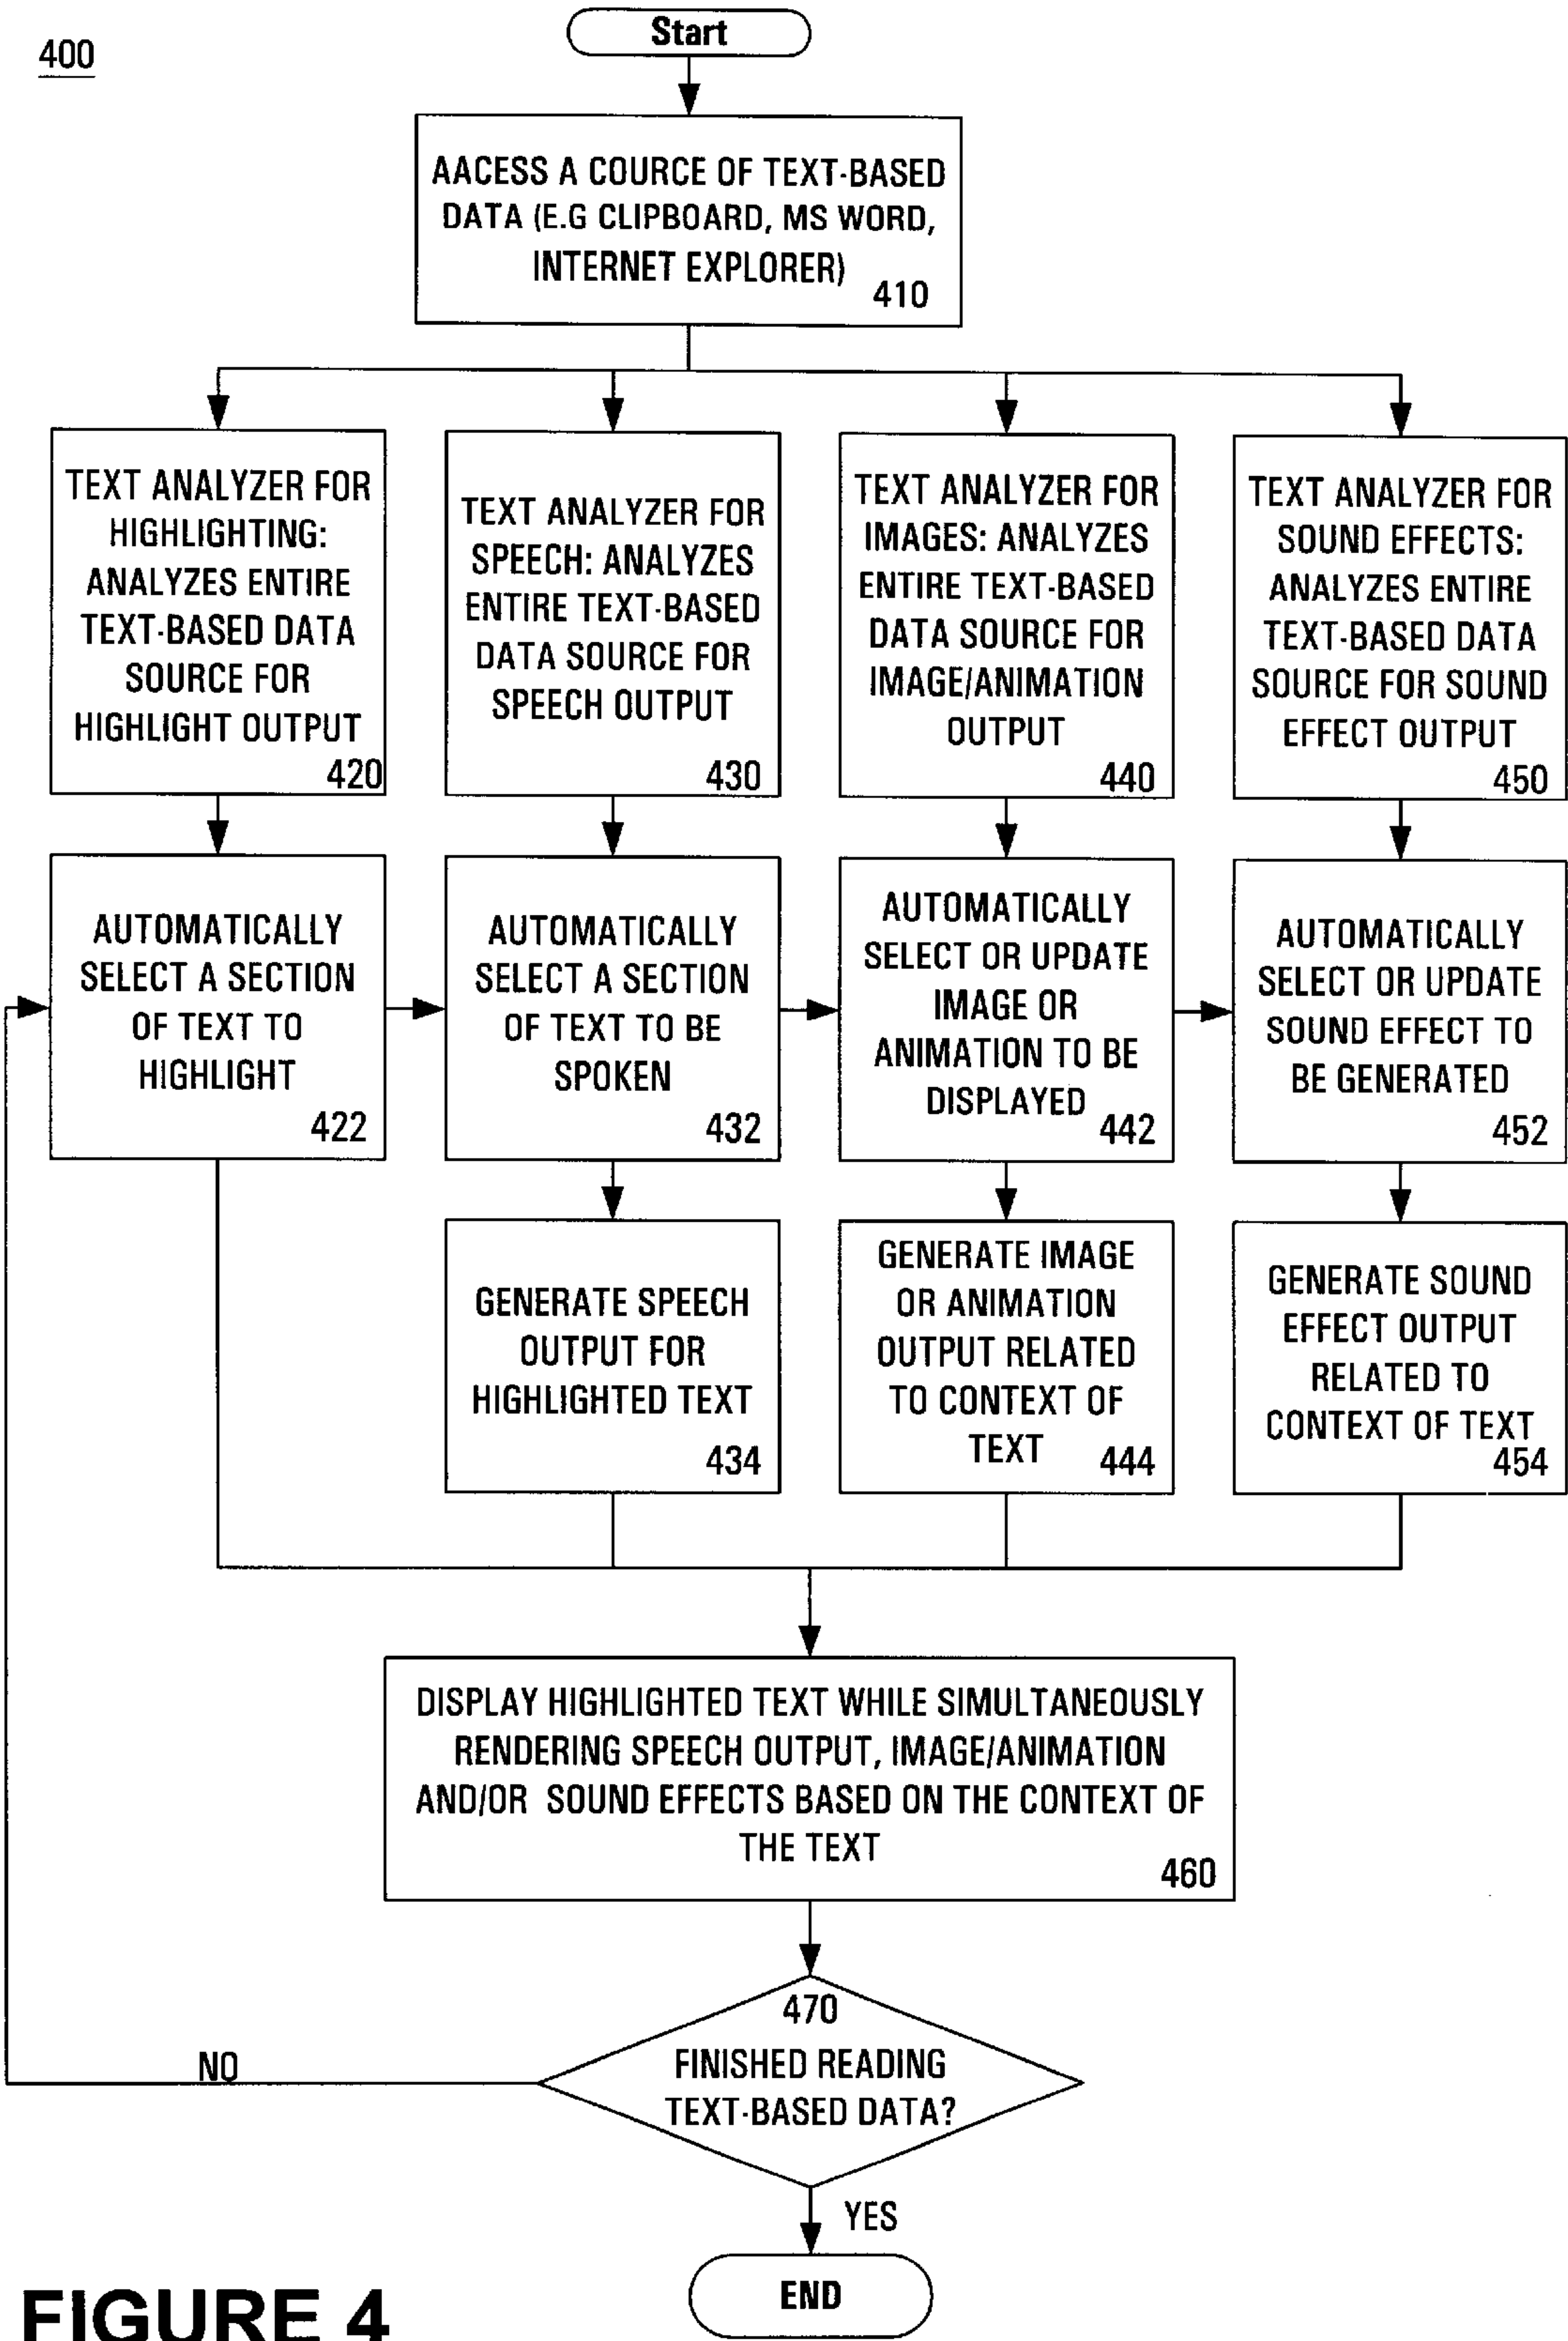 400
Start
AACESS A COURCE OF TEXT-BASED
DATA (E.G CLIPBOARD, MS WORD,
INTERNET EXPLORER)
410
TEXT ANALYZER FOR
HIGHLIGHTING:
ANALYZES ENTIRE
TEXT-BASED DATA
SOURCE FOR
HIGHLIGHT OUTPUT
420
TEXT ANALYZER FOR
SPEECH: ANALYZES
ENTIRE TEXT-BASED
DATA SOURCE FOR
SPEECH OUTPUT
430
TEXT ANALYZER FOR
IMAGES: ANALYZES
ENTIRE TEXT-BASED
DATA SOURCE FOR
IMAGE/ANIMATION
OUTPUT
440
TEXT ANALYZER FOR
SOUND EFFECTS:
ANALYZES ENTIRE
TEXT-BASED DATA
SOURCE FOR SOUND
EFFECT OUTPUT
450
AUTOMATICALLY
SELECT A SECTION
OF TEXT TO
HIGHLIGHT
422
AUTOMATICALLY
SELECT A SECTION
OF TEXT TO BE
SPOKEN
432
AUTOMATICALLY
SELECT OR UPDATE
IMAGE OR
ANIMATION TO BE
DISPLAYED
442
AUTOMATICALLY
SELECT OR UPDATE
SOUND EFFECT TO
BE GENERATED
452
GENERATE SPEECH
OUTPUT FOR
HIGHLIGHTED TEXT
434
GENERATE IMAGE
OR ANIMATION
OUTPUT RELATED
TO CONTEXT OF
TEXT
444
GENERATE SOUND
EFFECT OUTPUT
RELATED TO
CONTEXT OF TEXT
454
DISPLAY HIGHLIGHTED TEXT WHILE SIMULTANEOUSLY
RENDERING SPEECH OUTPUT, IMAGE/ANIMATION
AND/OR SOUND EFFECTS BASED ON THE CONTEXT OF
THE TEXT
460
470
FINISHED READING
TEXT-BASED DATA?
NO
YES
END
FIGURE 4